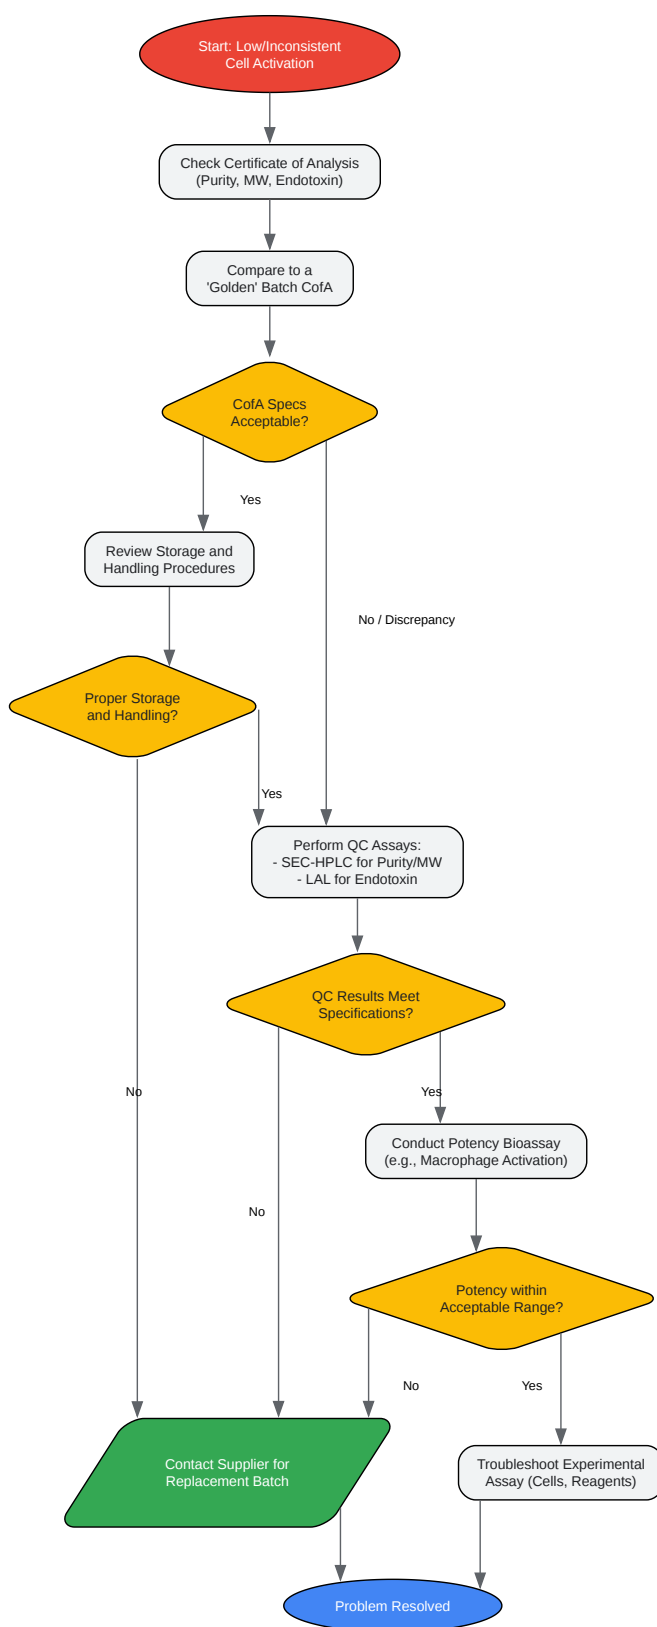 Start: Low/Inconsistent
Cell Activation
Check Certificate of Analysis
(Purity, MW, Endotoxin)
Compare to a
'Golden' Batch CofA
CofA Specs
Acceptable?
Yes
Review Storage and
Handling Procedures
No / Discrepancy
Proper Storage
and Handling?
Yes
Perform QC Assays:
- SEC-HPLC for Purity/MW
- LAL for Endotoxin
QC Results Meet
Specifications?
No
Yes
Conduct Potency Bioassay
(e.g., Macrophage Activation)
No
Potency within
Acceptable Range?
No
Yes
Contact Supplier for
Replacement Batch
Troubleshoot Experimental
Assay (Cells, Reagents)
Problem Resolved